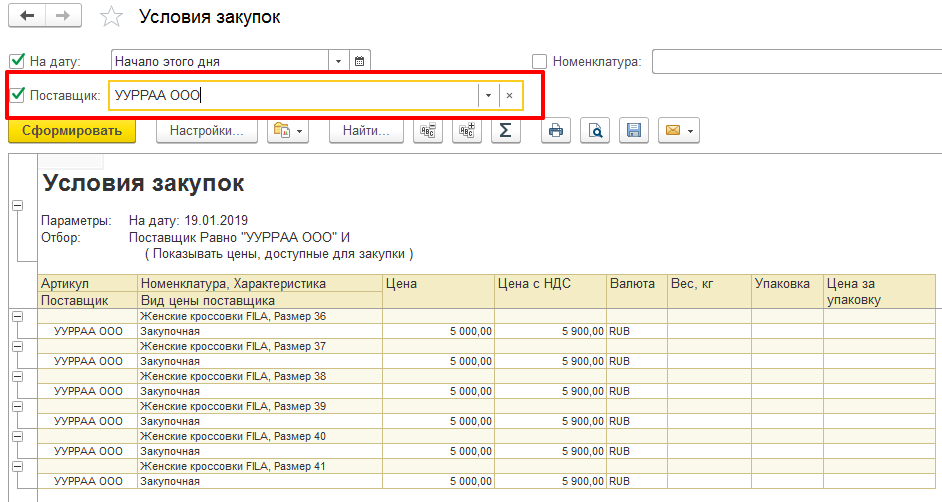 Условия закупок
На дату: Начало этого дня Номенклатура:
Поставщик: УУРРАА ООО
Сформировать Настройки... Найти...
Условия закупок
Параметры: На дату: 19.01.2019
Отбор: Поставщик Равно "УУРРАА ООО" И
( Показывать цены, доступные для закупки )
Артикул Номенклатура, Характеристика Цена Цена с НДС Валюта Вес, кг Упаковка Цена за упаковку
Поставщик Вид цены поставщика
Женские кроссовки FILA, Размер 36
УУРРАА ООО Закупочная 5 000,00 5 900,00 RUB
Женские кроссовки FILA, Размер 37
УУРРАА ООО Закупочная 5 000,00 5 900,00 RUB
Женские кроссовки FILA, Размер 38
УУРРАА ООО Закупочная 5 000,00 5 900,00 RUB
Женские кроссовки FILA, Размер 39
УУРРАА ООО Закупочная 5 000,00 5 900,00 RUB
Женские кроссовки FILA, Размер 40
УУРРАА ООО Закупочная 5 000,00 5 900,00 RUB
Женские кроссовки FILA, Размер 41
УУРРАА ООО Закупочная 5 000,00 5 900,00 RUB